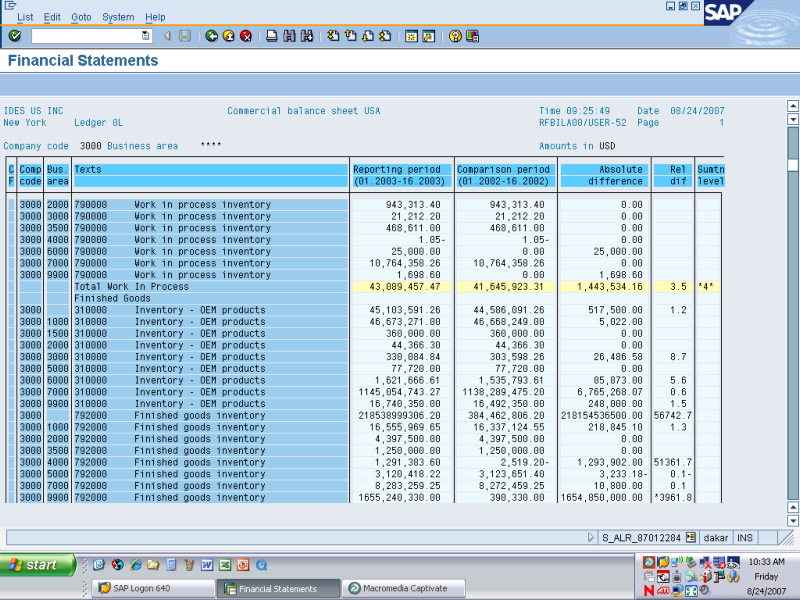 List Edit Goto System Help
SAP
Financial Statements
IDES US INC Commercial balance sheet USA Time 09:25:49 Date 08/24/2007
New York Ledger 0L RFBILA00/USER-52 Page 1
Company code 3000 Business area **** Amounts in USD
C Comp Bus. Texts Reporting period Comparison period Absolute Rel Sumtn
F code area (01.2003-16.2003) (01.2002-16.2002) difference dif level
3000 2000 790000 Work in process inventory 943,313.40 943,313.40 0.00
3000 3000 790000 Work in process inventory 21,212.20 21,212.20 0.00
3000 3500 790000 Work in process inventory 468,611.00 468,611.00 0.00
3000 4000 790000 Work in process inventory 1.05- 1.05- 0.00
3000 6000 790000 Work in process inventory 25,000.00 0.00 25,000.00
3000 7000 790000 Work in process inventory 10,764,358.26 10,764,358.26 0.00
3000 9900 790000 Work in process inventory 1,698.60 0.00 1,698.60
Total Work In Process 43,089,457.47 41,645,923.31 1,443,534.16 3.5 *4*
Finished Goods
3000 310000 Inventory - OEM products 45,103,591.26 44,586,091.26 517,500.00 1.2
3000 1000 310000 Inventory - OEM products 46,673,271.00 46,668,249.00 5,022.00
3000 1500 310000 Inventory - OEM products 360,000.00 360,000.00 0.00
3000 2000 310000 Inventory - OEM products 44,366.30 44,366.30 0.00
3000 3000 310000 Inventory - OEM products 330,084.84 303,598.26 26,486.58 8.7
3000 5000 310000 Inventory - OEM products 77,720.00 77,720.00 0.00
3000 6000 310000 Inventory - OEM products 1,621,666.61 1,535,793.61 85,873.00 5.6
3000 7000 310000 Inventory - OEM products 1145,054,743.27 1138,289,475.20 6,765,268.07 0.6
3000 9900 310000 Inventory - OEM products 16,740,350.00 16,492,350.00 248,000.00 1.5
3000 792000 Finished goods inventory 218538999306.20 384,462,806.20 218154536500.00 56742.7
3000 1000 792000 Finished goods inventory 16,555,969.65 16,337,124.55 218,845.10 1.3
3000 2000 792000 Finished goods inventory 4,397,500.00 4,397,500.00 0.00
3000 3500 792000 Finished goods inventory 1,250,000.00 1,250,000.00 0.00
3000 4000 792000 Finished goods inventory 1,291,383.60 2,519.20- 1,293,902.80 51361.7
3000 5000 792000 Finished goods inventory 3,120,418.22 3,123,651.40 3,233.18- 0.1-
3000 7000 792000 Finished goods inventory 8,283,259.25 8,272,459.25 10,800.00 0.1
3000 9900 792000 Finished goods inventory 1655,240,330.00 390,330.00 1654,850,000.00 *3961.8
S_ALR_87012284 dakar INS
start
10:33 AM
Friday
8/24/2007
SAP Logon 640 Financial Statements Macromedia Captivate